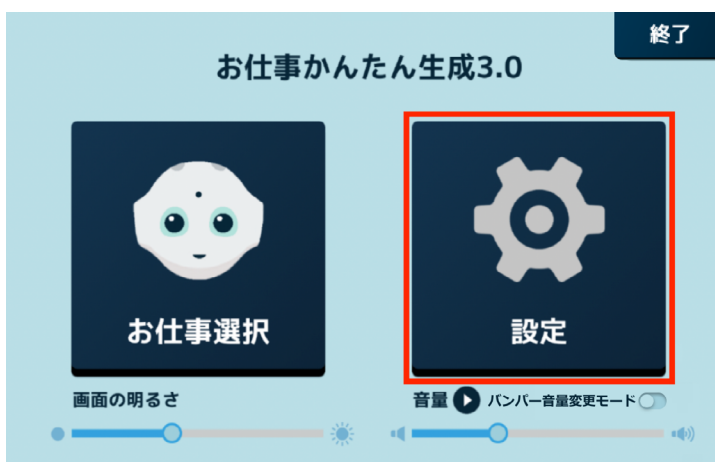 終了
お仕事かんたん生成3.0
お仕事選択
設定
画面の明るさ
音量 バンパー音量変更モード